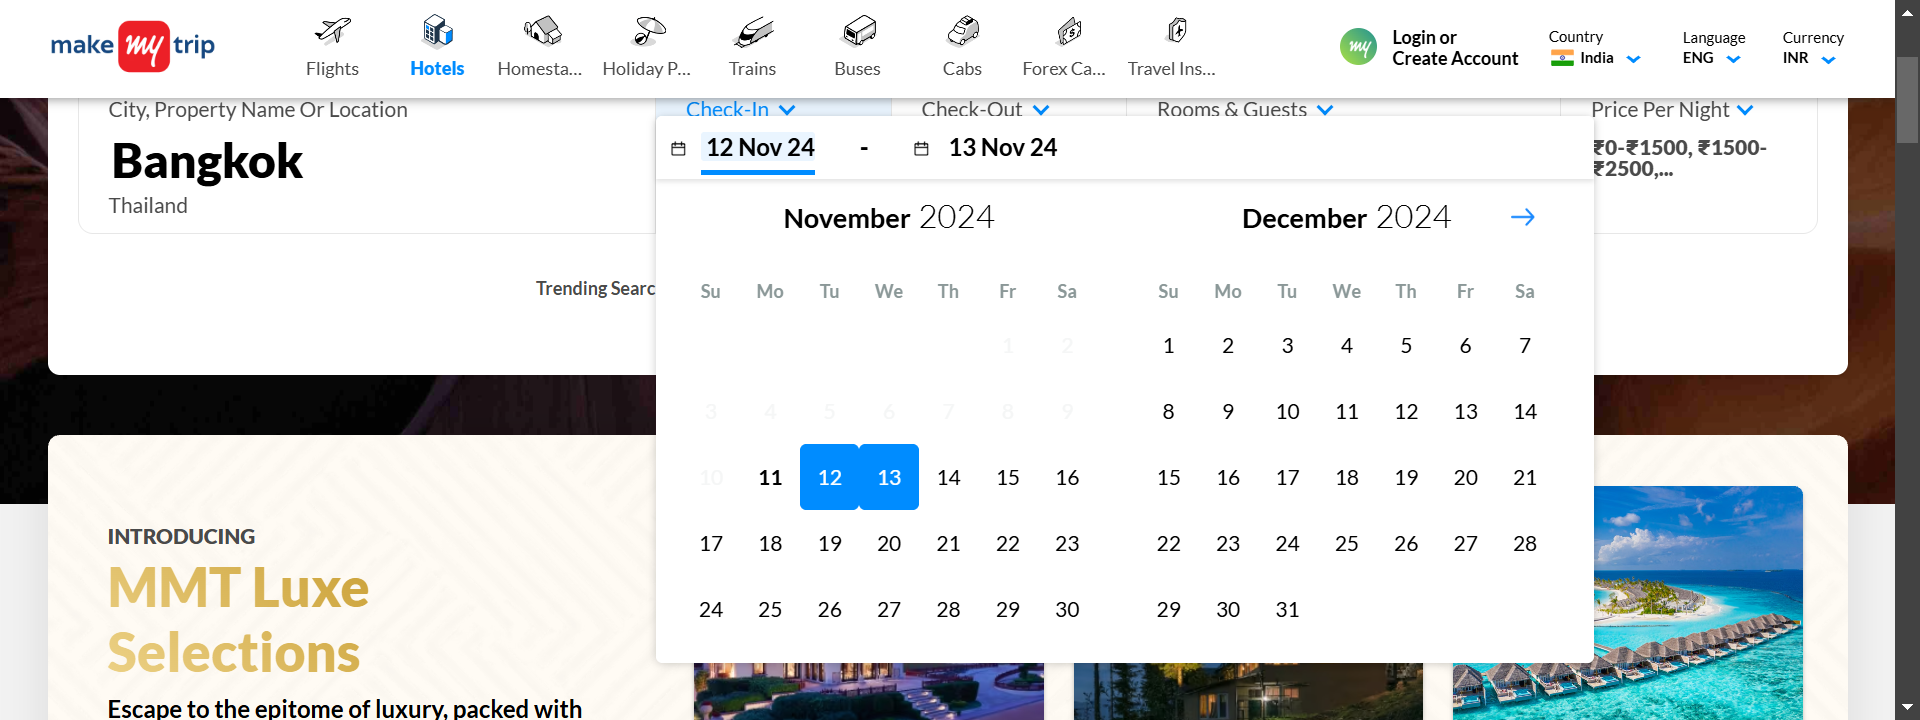 make my trip
Flights
Hotels
Homesta...
Holiday P...
Trains
Buses
Cabs
Forex Ca...
Travel Ins...
my
Login or
Create Account
Country
India
Language
ENG
Currency
INR
City, Property Name Or Location
Bangkok
Thailand
Check-In
Check-Out
Rooms & Guests
Price Per Night
₹0-₹1500, ₹1500-
₹2500,...
12 Nov 24 - 13 Nov 24
Trending Searc
November 2024
Su Mo Tu We Th Fr Sa
1 2
3 4 5 6 7 8 9
10 11 12 13 14 15 16
17 18 19 20 21 22 23
24 25 26 27 28 29 30
December 2024
Su Mo Tu We Th Fr Sa
1 2 3 4 5 6 7
8 9 10 11 12 13 14
15 16 17 18 19 20 21
22 23 24 25 26 27 28
29 30 31
INTRODUCING
MMT Luxe
Selections
Escape to the epitome of luxury, packed with